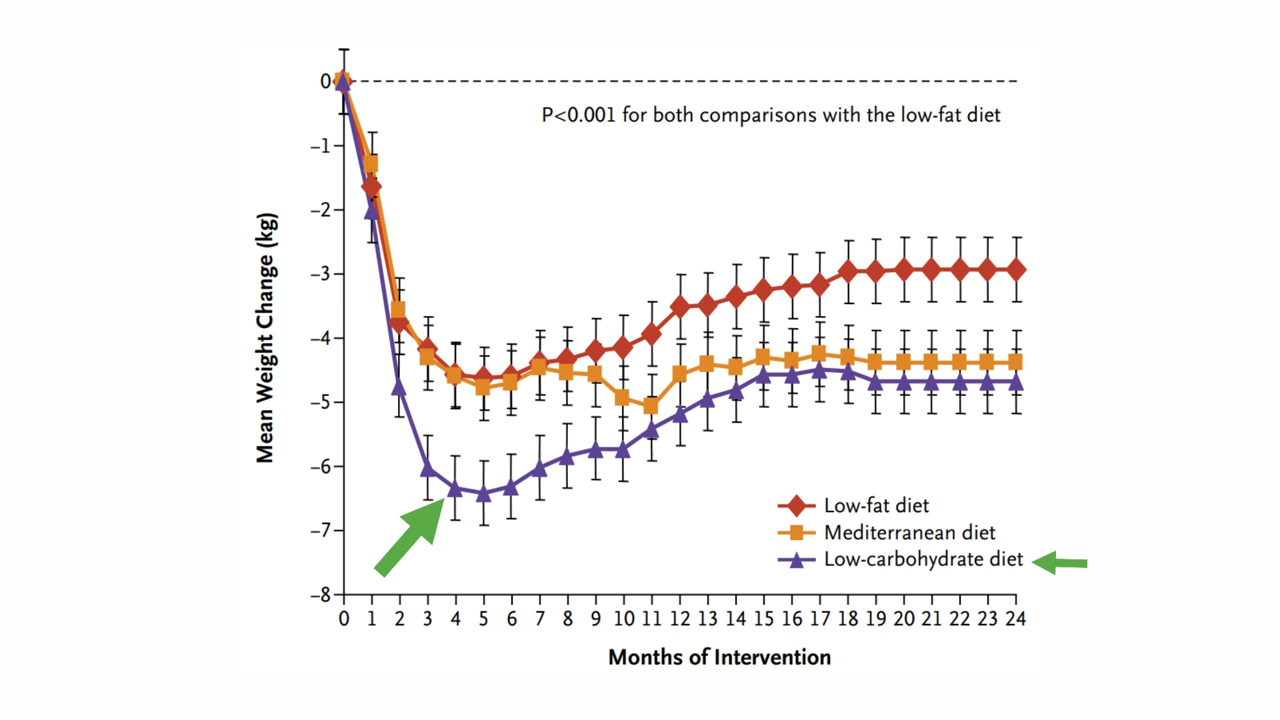 0
–1
–2
–3
–4
–5
–6
–7
–8
Mean Weight Change (kg)
P<0.001 for both comparisons with the low-fat diet
Low-fat diet
Mediterranean diet
Low-carbohydrate diet
0 1 2 3 4 5 6 7 8 9 10 11 12 13 14 15 16 17 18 19 20 21 22 23 24
Months of Intervention